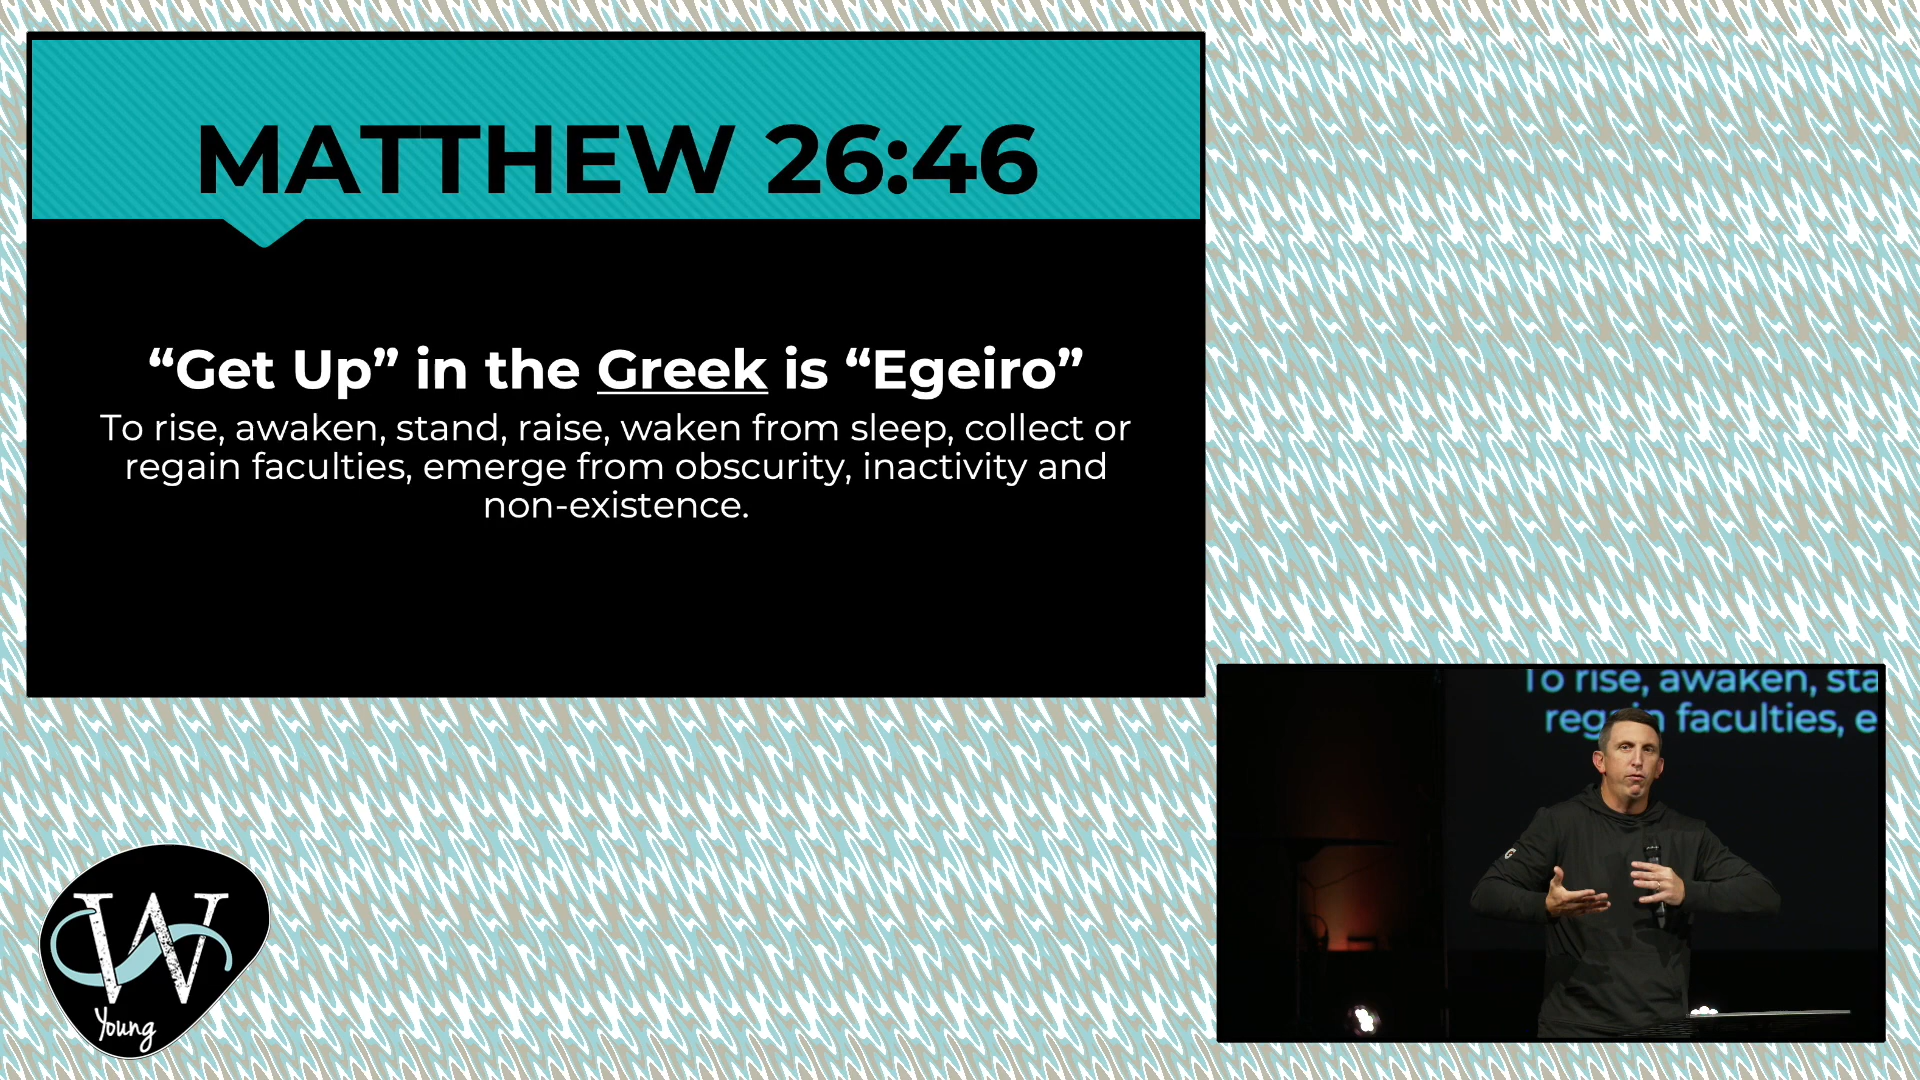 MATTHEW 26:46
“Get Up” in the Greek is “Egeiro”
To rise, awaken, stand, raise, waken from sleep, collect or
regain faculties, emerge from obscurity, inactivity and
non-existence.
To rise, awaken, sta
regain faculties, e
W
Young